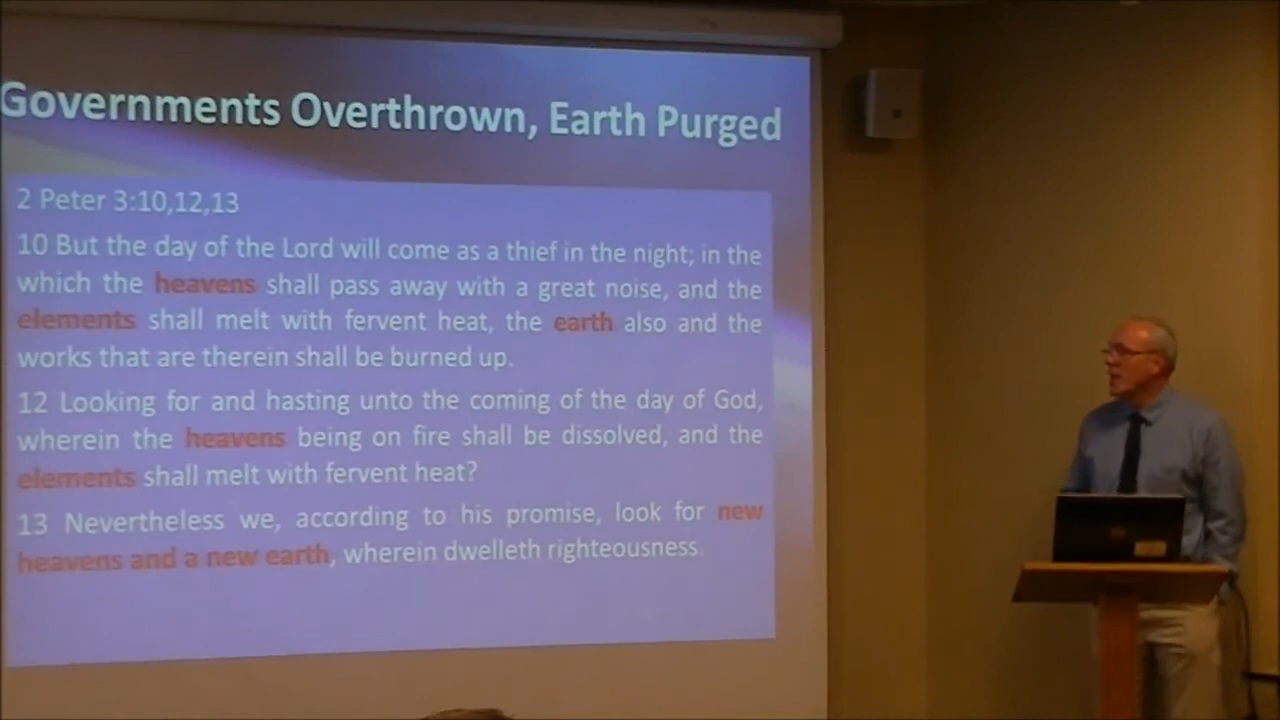 Governments Overthrown, Earth Purged
2 Peter 3:10,12,13
10 But the day of the Lord will come as a thief in the night; in the
which the heavens shall pass away with a great noise, and the
elements shall melt with fervent heat, the earth also and the
works that are therein shall be burned up.
12 Looking for and hasting unto the coming of the day of God,
wherein the heavens being on fire shall be dissolved, and the
elements shall melt with fervent heat?
13 Nevertheless we, according to his promise, look for new
heavens and a new earth, wherein dwelleth righteousness.